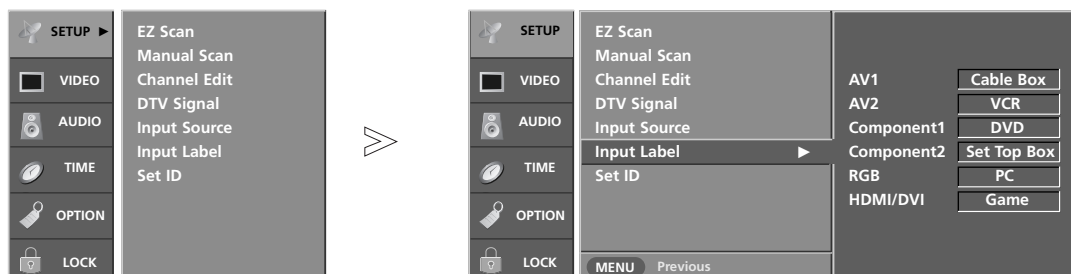 SETUP ►
VIDEO
AUDIO
TIME
OPTION
LOCK
EZ Scan
Manual Scan
Channel Edit
DTV Signal
Input Source
Input Label
Set ID
SETUP
VIDEO
AUDIO
TIME
OPTION
LOCK
EZ Scan
Manual Scan
Channel Edit
DTV Signal
Input Source
Input Label ►
Set ID
MENU Previous
AV1 Cable Box
AV2 VCR
Component1 DVD
Component2 Set Top Box
RGB PC
HDMI/DVI Game